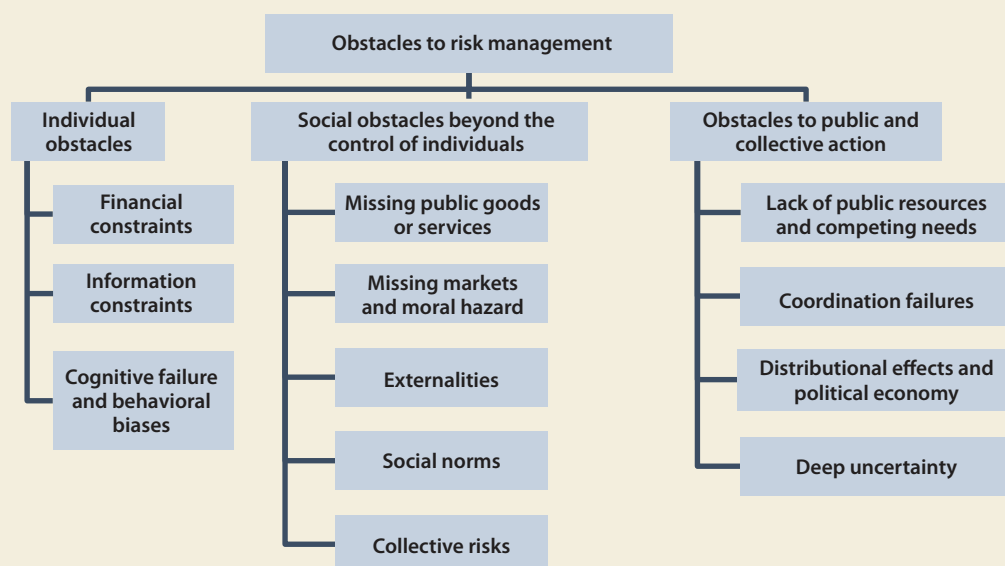 Obstacles to risk management
Individual
obstacles
Financial
constraints
Information
constraints
Cognitive failure
and behavioral
biases
Social obstacles beyond the
control of individuals
Missing public goods
or services
Missing markets
and moral hazard
Externalities
Social norms
Collective risks
Obstacles to public and
collective action
Lack of public resources
and competing needs
Coordination failures
Distributional effects and
political economy
Deep uncertainty